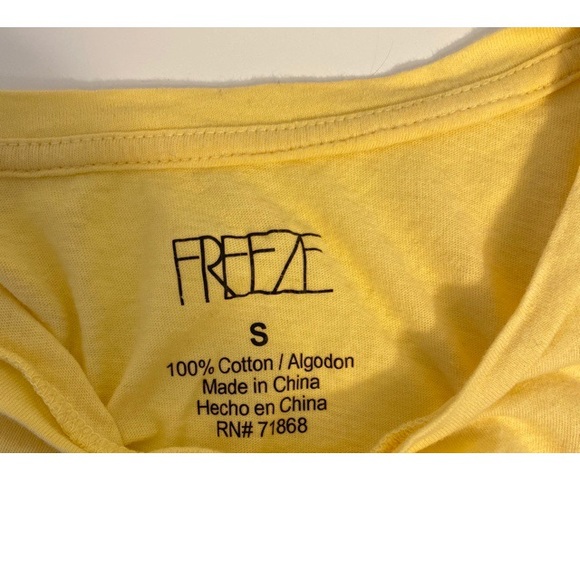 FREEZE
S
100% Cotton / Algodon
Made in China
Hecho en China
RN# 71868